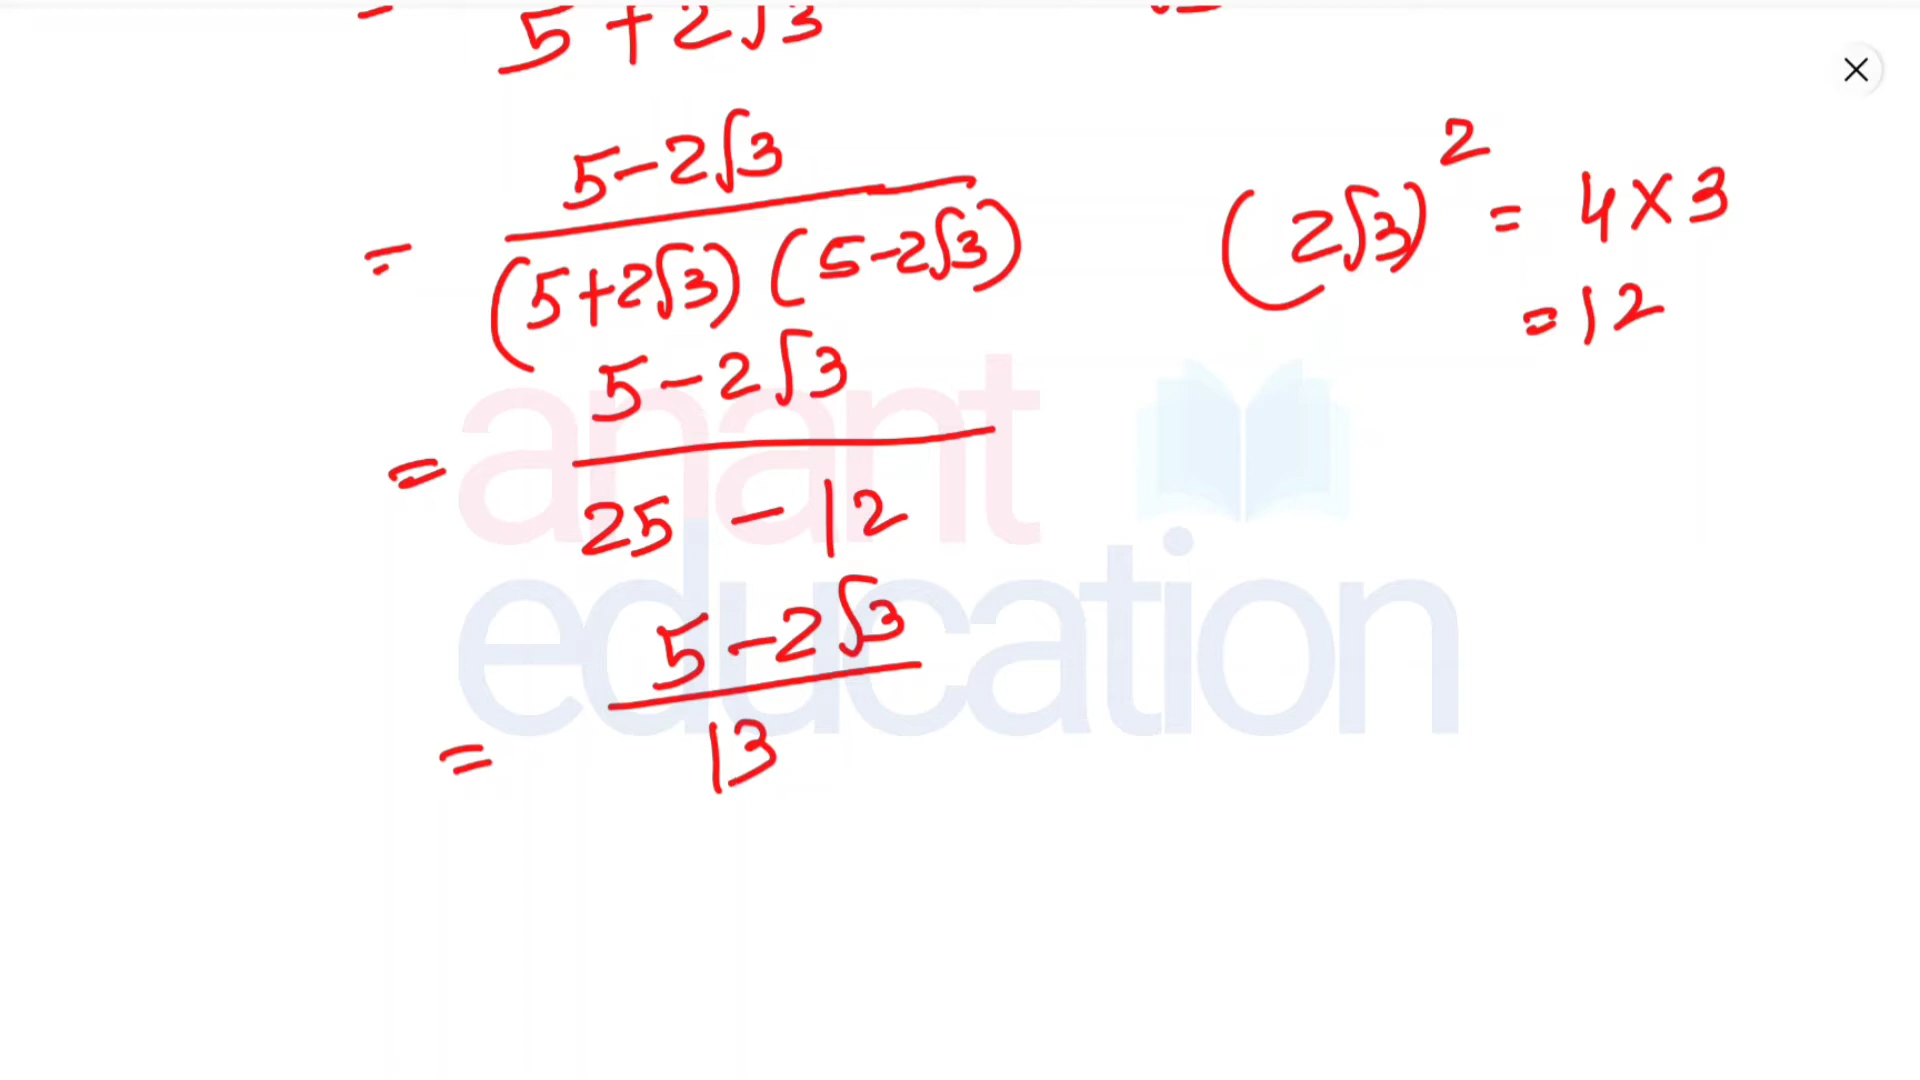 = 5+2√3
5-2√3
= (5+2√3)(5-2√3)
(2√3)² = 4×3
=12
5-2√3
= 25 - 12
5-2√3
= 13
anant
education